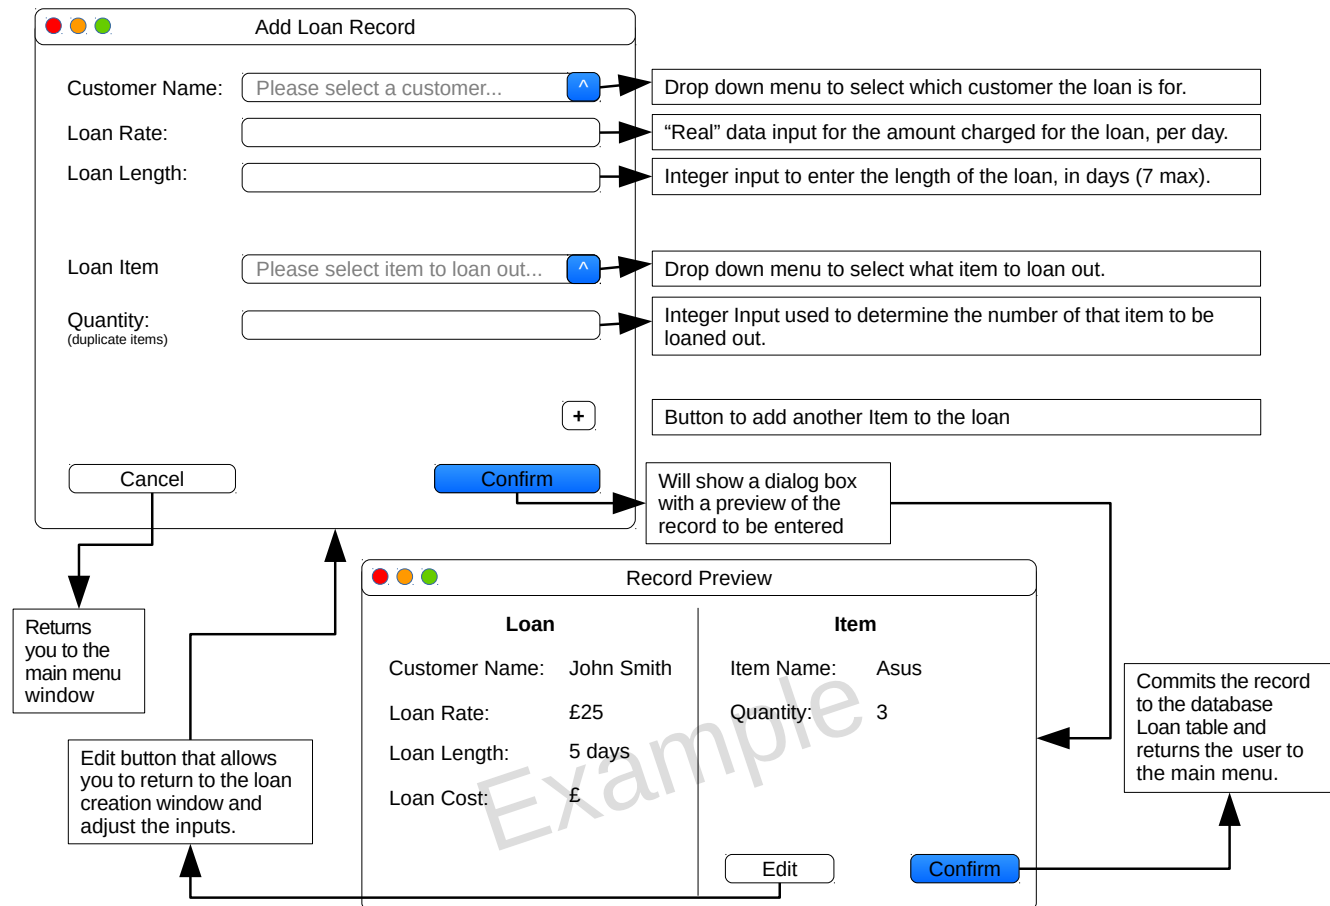 Add Loan Record
Customer Name:
Please select a customer...
^
Drop down menu to select which customer the loan is for.
Loan Rate:
“Real” data input for the amount charged for the loan, per day.
Loan Length:
Integer input to enter the length of the loan, in days (7 max).
Loan Item
Please select item to loan out...
^
Drop down menu to select what item to loan out.
Quantity:
(duplicate items)
Integer Input used to determine the number of that item to be
loaned out.
+
Button to add another Item to the loan
Cancel
Confirm
Will show a dialog box
with a preview of the
record to be entered
Returns
you to the
main menu
window
Edit button that allows
you to return to the loan
creation window and
adjust the inputs.
Record Preview
Loan
Customer Name: John Smith
Loan Rate: £25
Loan Length: 5 days
Loan Cost: £
Item
Item Name: Asus
Quantity: 3
Example
Edit
Confirm
Commits the record
to the database
Loan table and
returns the user to
the main menu.